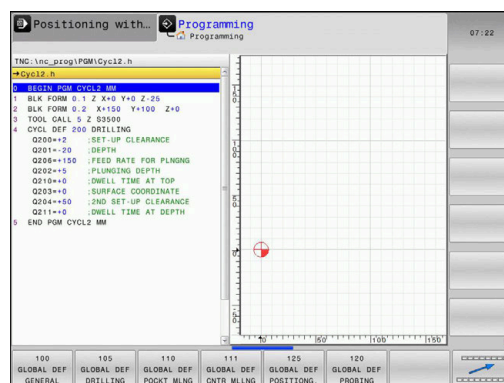 Positioning with... Programming
Programming
07:22
TNC:\nc_prog\PGM\Cycl2.h
→Cycl2.h
0 BEGIN PGM CYCL2 MM
1 BLK FORM 0.1 Z X+0 Y+0 Z-25
2 BLK FORM 0.2 X+150 Y+100 Z+0
3 TOOL CALL 5 Z S3500
4 CYCL DEF 200 DRILLING
Q200=+2 ;SET-UP CLEARANCE
Q201=-20 ;DEPTH
Q206=+150 ;FEED RATE FOR PLNGNG
Q202=+5 ;PLUNGING DEPTH
Q210=+0 ;DWELL TIME AT TOP
Q203=+0 ;SURFACE COORDINATE
Q204=+50 ;2ND SET-UP CLEARANCE
Q211=+0 ;DWELL TIME AT DEPTH
5 END PGM CYCL2 MM
0 50 100 150
100 105 110 111 125 120
GLOBAL DEF GLOBAL DEF GLOBAL DEF GLOBAL DEF GLOBAL DEF GLOBAL DEF
GENERAL DRILLING POCKT MLNG CNTR MLLNG POSITIONG. PROBING